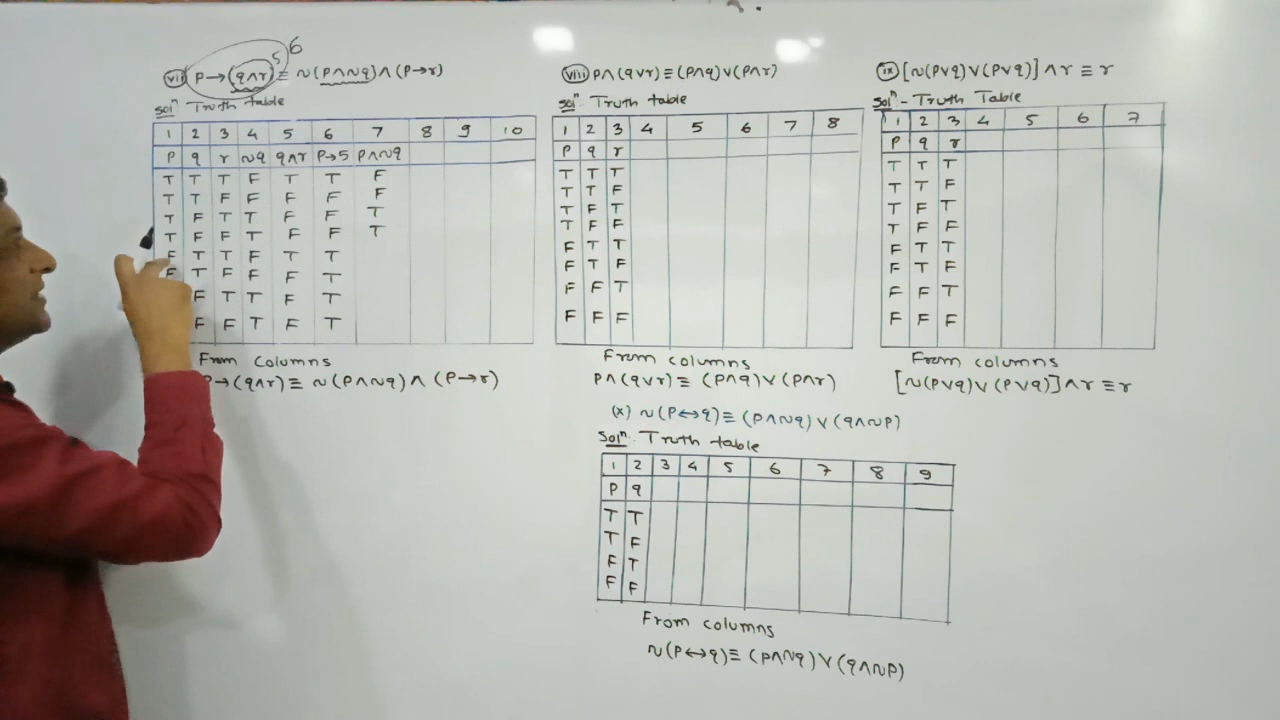 (vii) P→(q∧r) ≡ ~(P∧~q)∧(P→r)
5
6
Solⁿ Truth table
1 2 3 4 5 6 7 8 9 10
P q r ~q q∧r P→5 P∧~q
T T T F T T F
T T F F F F F
T F T T F F T
T F F T F F T
F T T F T T
F T F F F T
F T T F T
F F T F T
From columns
P→(q∧r) ≡ ~(P∧~q)∧(P→r)
(viii) P∧(q∨r) ≡ (P∧q)∨(P∧r)
Solⁿ. Truth table
1 2 3 4 5 6 7 8
P q r
T T T
T T F
T F T
T F F
F T T
F T F
F F T
F F F
From columns
P∧(q∨r) ≡ (P∧q)∨(P∧r)
(ix) [~(P∨q)∨(P∨q)]∧r ≡ r
Solⁿ - Truth Table
1 2 3 4 5 6 7
P q r
T T T
T T F
T F T
T F F
F T T
F T F
F F T
F F F
From columns
[~(P∨q)∨(P∨q)]∧r ≡ r
(x) ~(P↔q) ≡ (P∧~q)∨(q∧~P)
Solⁿ. Truth table
1 2 3 4 5 6 7 8 9
P q
T T
T F
F T
F F
From columns
~(P↔q) ≡ (P∧~q)∨(q∧~P)